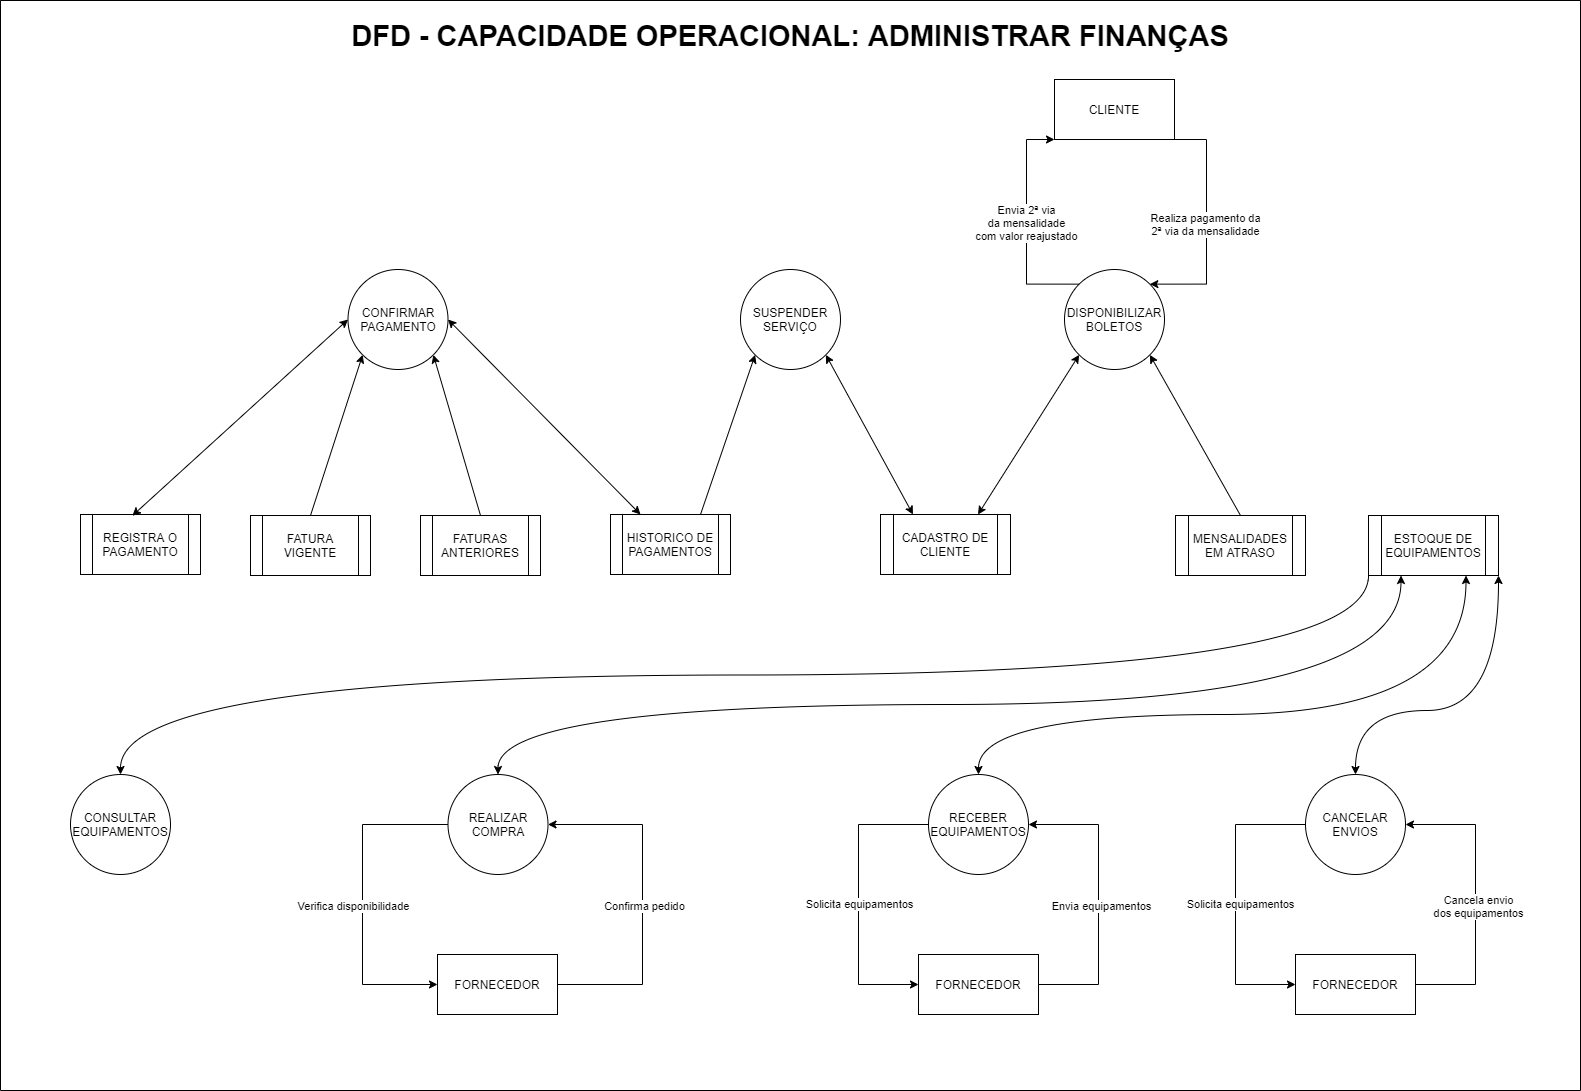 DFD - CAPACIDADE OPERACIONAL: ADMINISTRAR FINANÇAS
CLIENTE
Envia 2ª via
da mensalidade
com valor reajustado
Realiza pagamento da
2ª via da mensalidade
CONFIRMAR
PAGAMENTO
SUSPENDER
SERVIÇO
DISPONIBILIZAR
BOLETOS
REGISTRA O
PAGAMENTO
FATURA
VIGENTE
FATURAS
ANTERIORES
HISTORICO DE
PAGAMENTOS
CADASTRO DE
CLIENTE
MENSALIDADES
EM ATRASO
ESTOQUE DE
EQUIPAMENTOS
CONSULTAR
EQUIPAMENTOS
REALIZAR
COMPRA
RECEBER
EQUIPAMENTOS
CANCELAR
ENVIOS
Verifica disponibilidade
Confirma pedido
Solicita equipamentos
Envia equipamentos
Solicita equipamentos
Cancela envio
dos equipamentos
FORNECEDOR
FORNECEDOR
FORNECEDOR